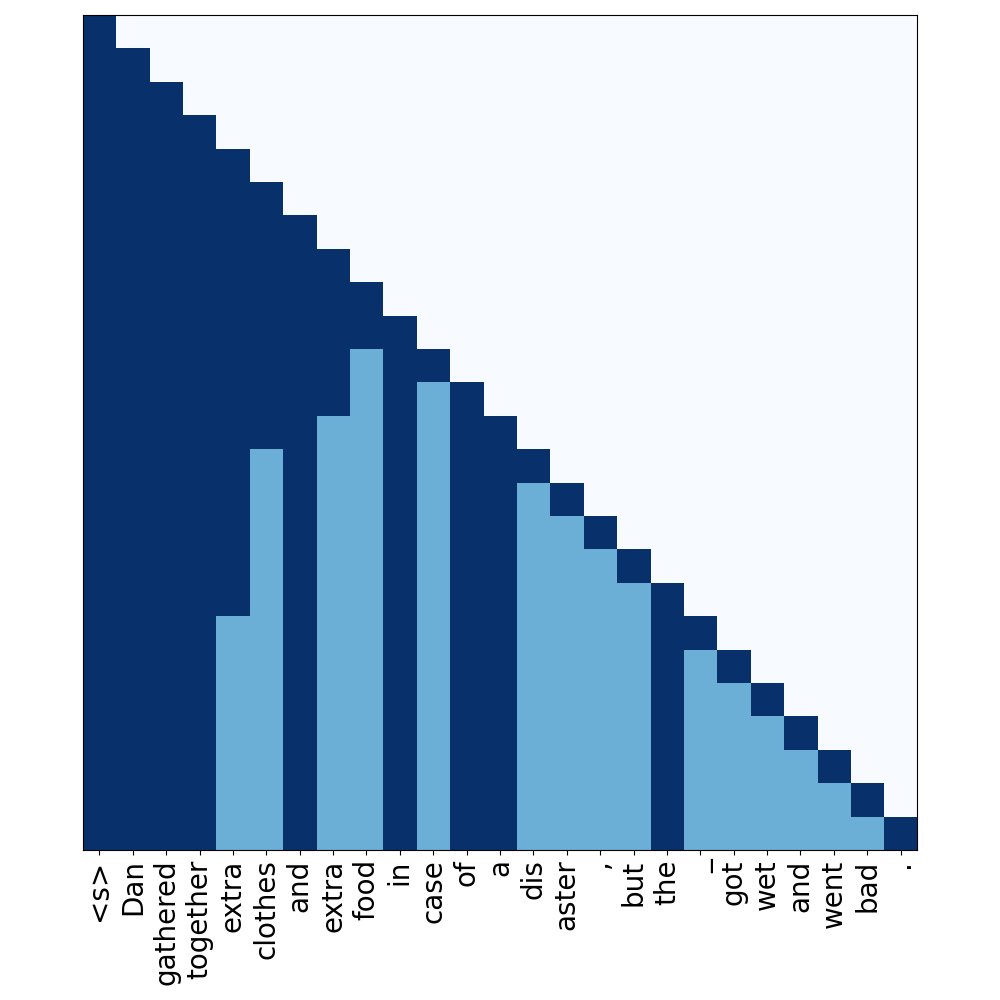 <s> Dan gathered together extra clothes and extra food in case of a dis aster , but the _ got wet and went bad .